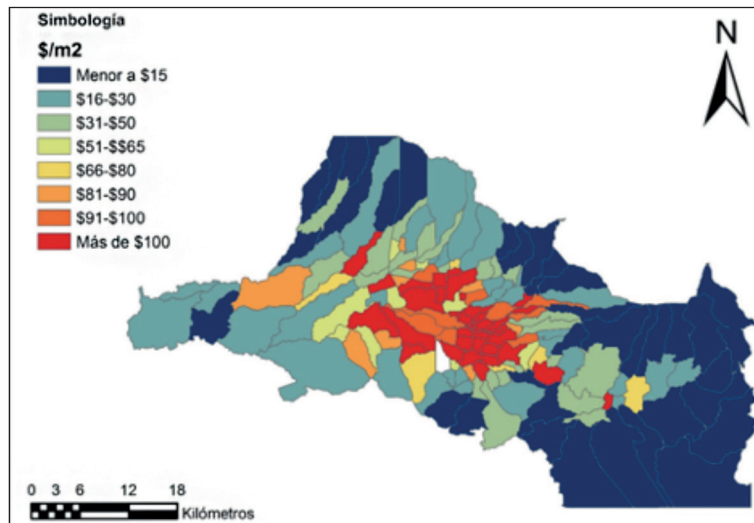 Simbología
$/m2
Menor a $15
$16-$30
$31-$50
$51-$$65
$66-$80
$81-$90
$91-$100
Más de $100
N
0 3 6 12 18
Kilómetros